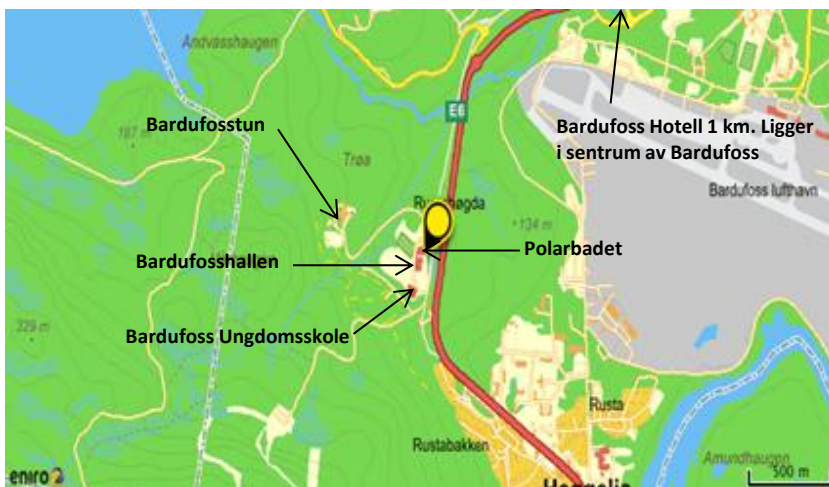 Andvasshaugen
E6
Bardufosstun
Bardufoss Hotell 1 km. Ligger
i sentrum av Bardufoss
187 m
Trøa
Bardufoss lufthavn
134 m
Polarbadet
Bardufosshallen
Bardufoss Ungdomsskole
329 m
Rusta
Rustabakken
Amundhaugen
eniro
500 m